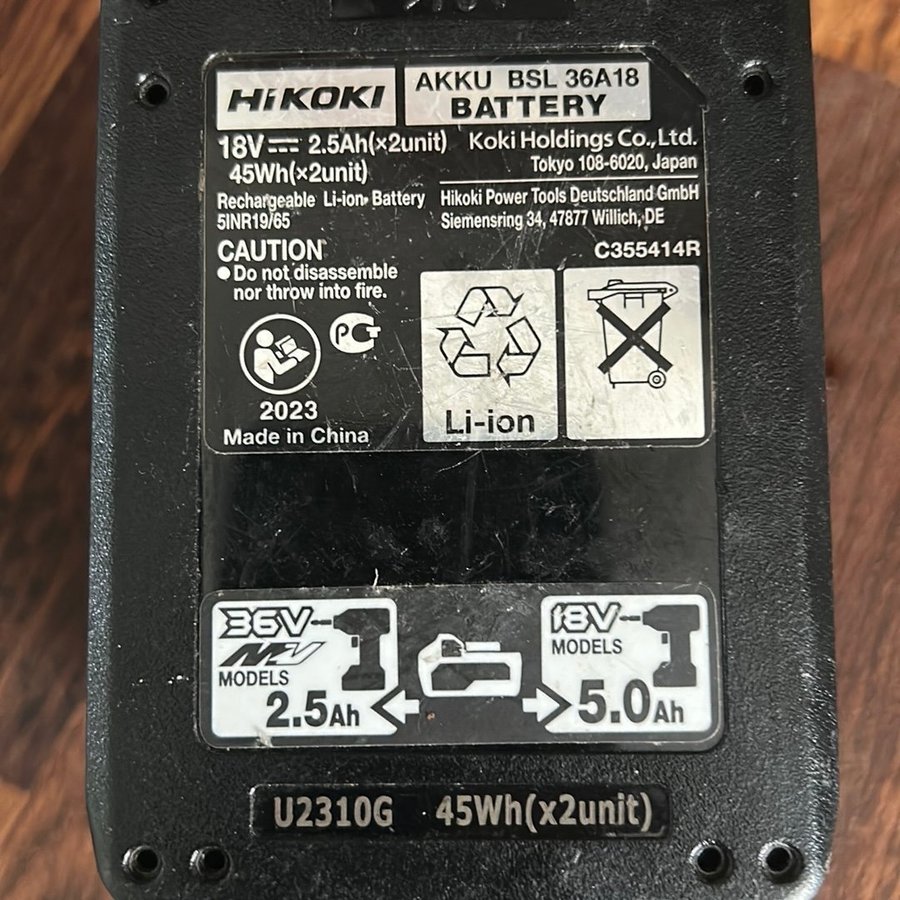 HiKOKI
AKKU BSL 36A18
BATTERY
18V⎓ 2.5Ah(×2unit)
45Wh(×2unit)
Koki Holdings Co.,Ltd.
Tokyo 108-6020, Japan
Rechargeable Li-ion Battery
5INR19/65
Hikoki Power Tools Deutschland GmbH
Siemensring 34, 47877 Willich, DE
C355414R
CAUTION
● Do not disassemble
nor throw into fire.
PCT
2023
Made in China
Li-ion
36V
MV
MODELS
2.5Ah
18V
MODELS
5.0Ah
U2310G 45Wh(x2unit)